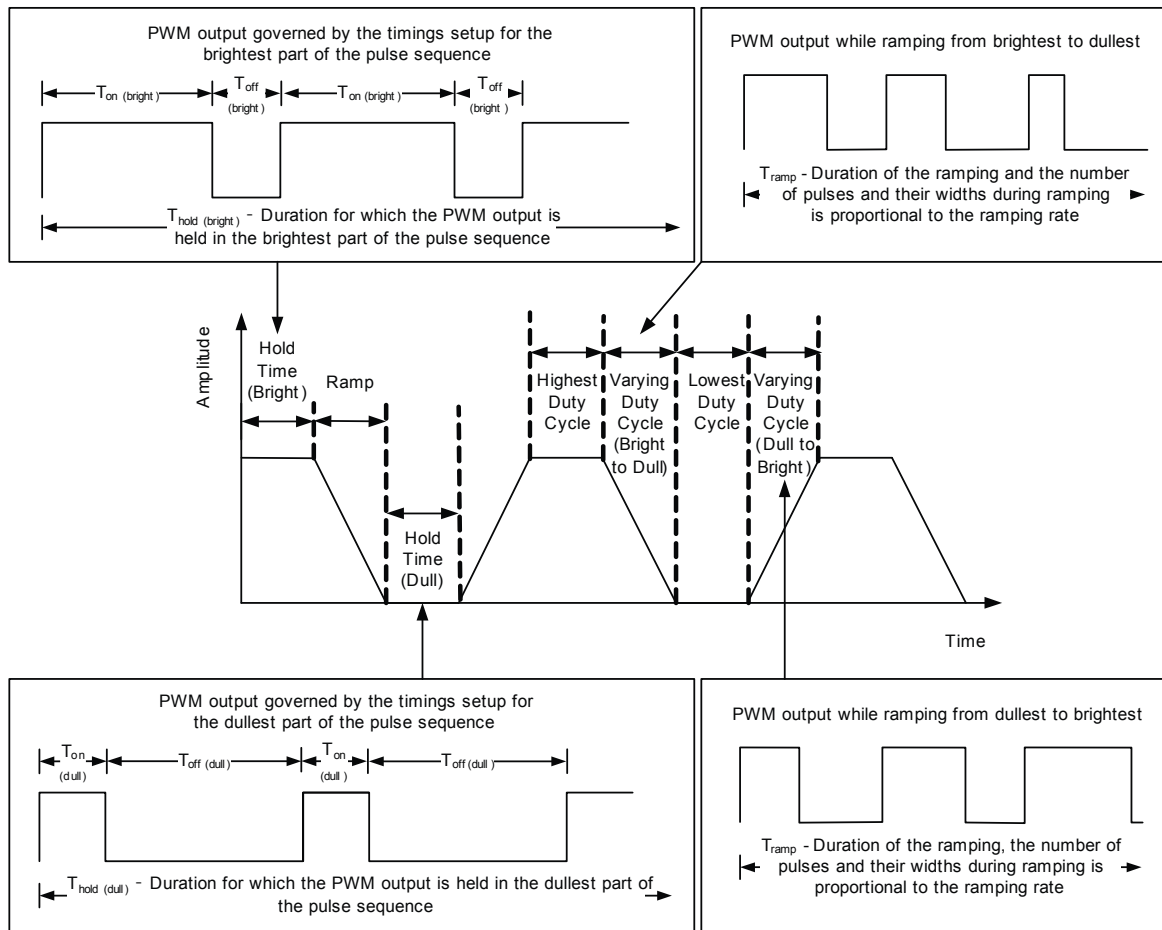 PWM output governed by the timings setup for the
brightest part of the pulse sequence
Ton (bright)
Toff
(bright)
Ton (bright)
Toff
(bright)
Thold (bright) - Duration for which the PWM output is
held in the brightest part of the pulse sequence
PWM output while ramping from brightest to dullest
Tramp - Duration of the ramping and the number
of pulses and their widths during ramping
is proportional to the ramping rate
Amplitude
Hold
Time
(Bright)
Ramp
Hold
Time
(Dull)
Highest
Duty
Cycle
Varying
Duty
Cycle
(Bright
to Dull)
Lowest
Duty
Cycle
Varying
Duty
Cycle
(Dull to
Bright)
Time
PWM output governed by the timings setup for
the dullest part of the pulse sequence
Ton
(dull)
Toff (dull)
Ton
(dull)
Toff (dull)
Thold (dull) - Duration for which the PWM output is held in the dullest part of
the pulse sequence
PWM output while ramping from dullest to brightest
Tramp - Duration of the ramping, the number of
pulses and their widths during ramping is
proportional to the ramping rate